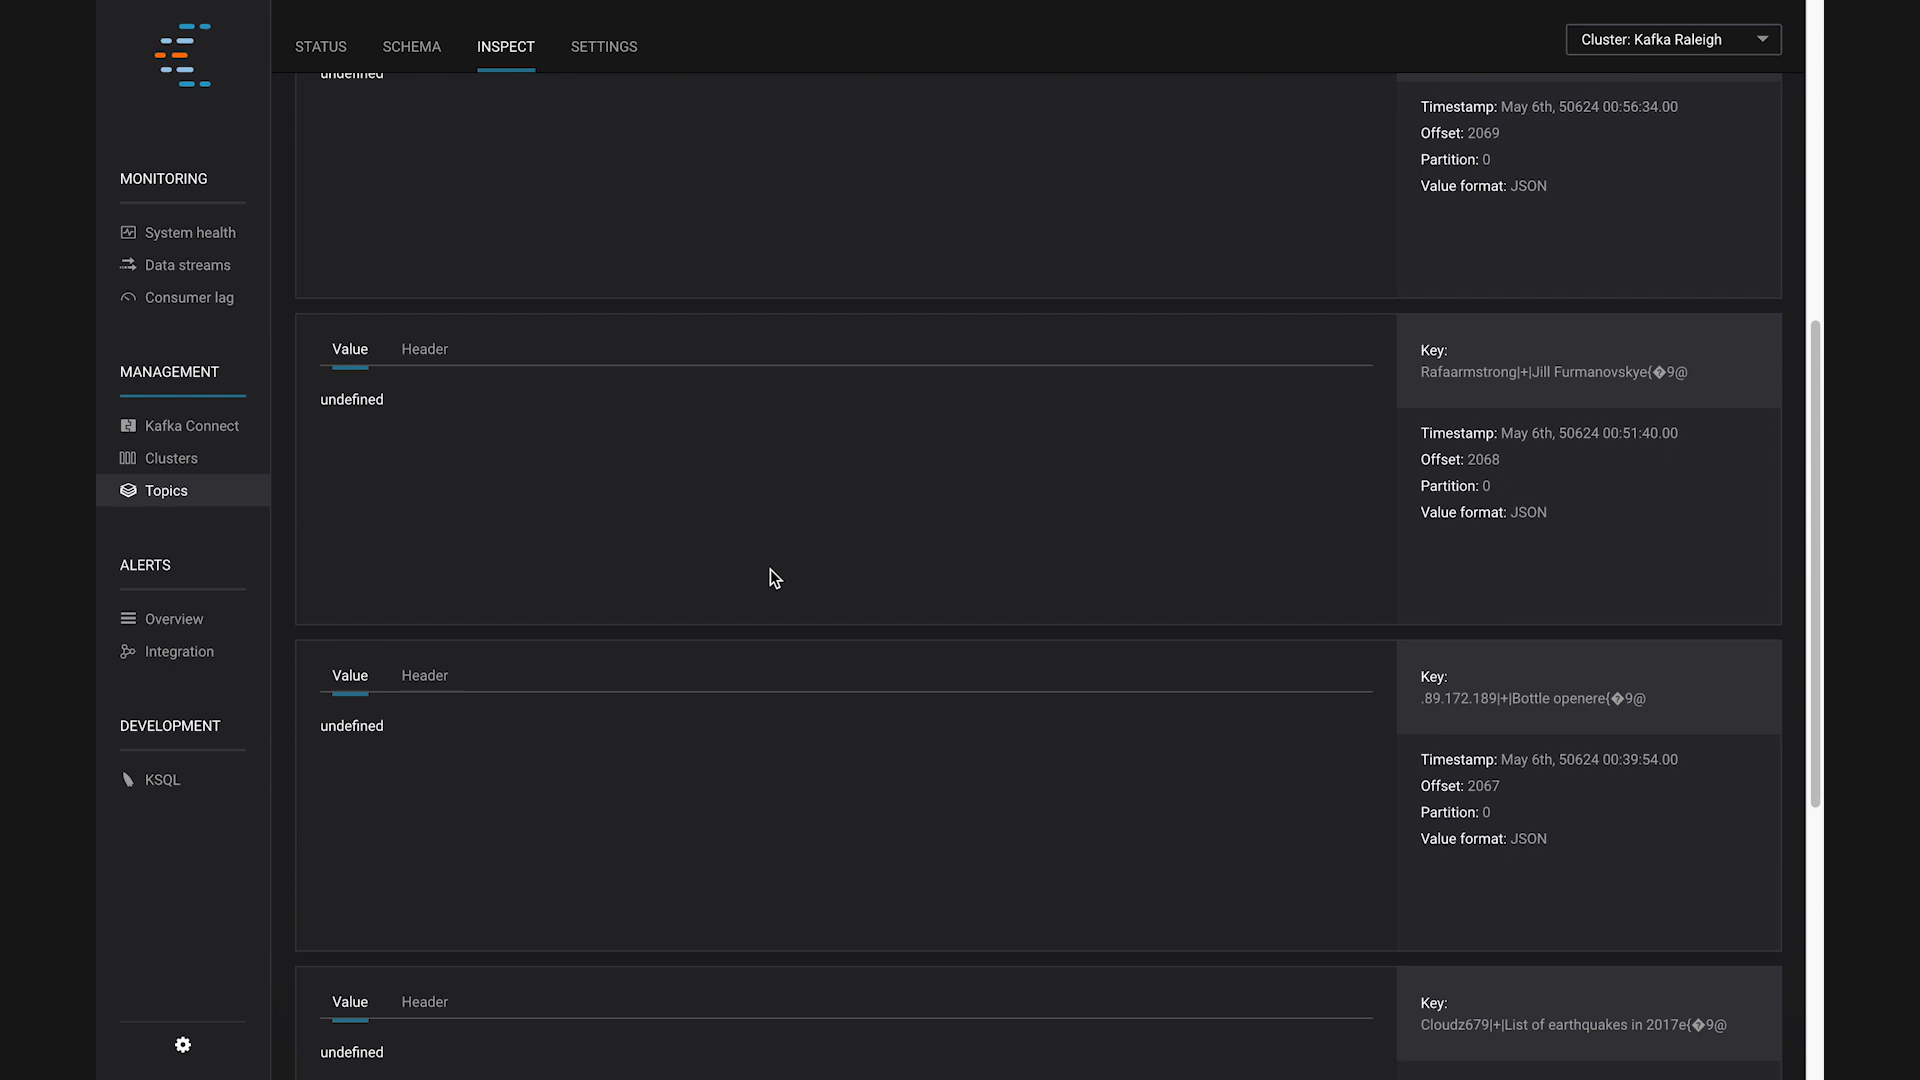 STATUS
SCHEMA
INSPECT
SETTINGS
Cluster: Kafka Raleigh
MONITORING
System health
Data streams
Consumer lag
MANAGEMENT
Kafka Connect
Clusters
Topics
ALERTS
Overview
Integration
DEVELOPMENT
KSQL
undefined
Timestamp: May 6th, 50624 00:56:34.00
Offset: 2069
Partition: 0
Value format: JSON
Value
Header
undefined
Key:
Rafaarmstrong|+|Jill Furmanovskye{�9@
Timestamp: May 6th, 50624 00:51:40.00
Offset: 2068
Partition: 0
Value format: JSON
Value
Header
undefined
Key:
.89.172.189|+|Bottle openere{�9@
Timestamp: May 6th, 50624 00:39:54.00
Offset: 2067
Partition: 0
Value format: JSON
Value
Header
undefined
Key:
Cloudz679|+|List of earthquakes in 2017e{�9@